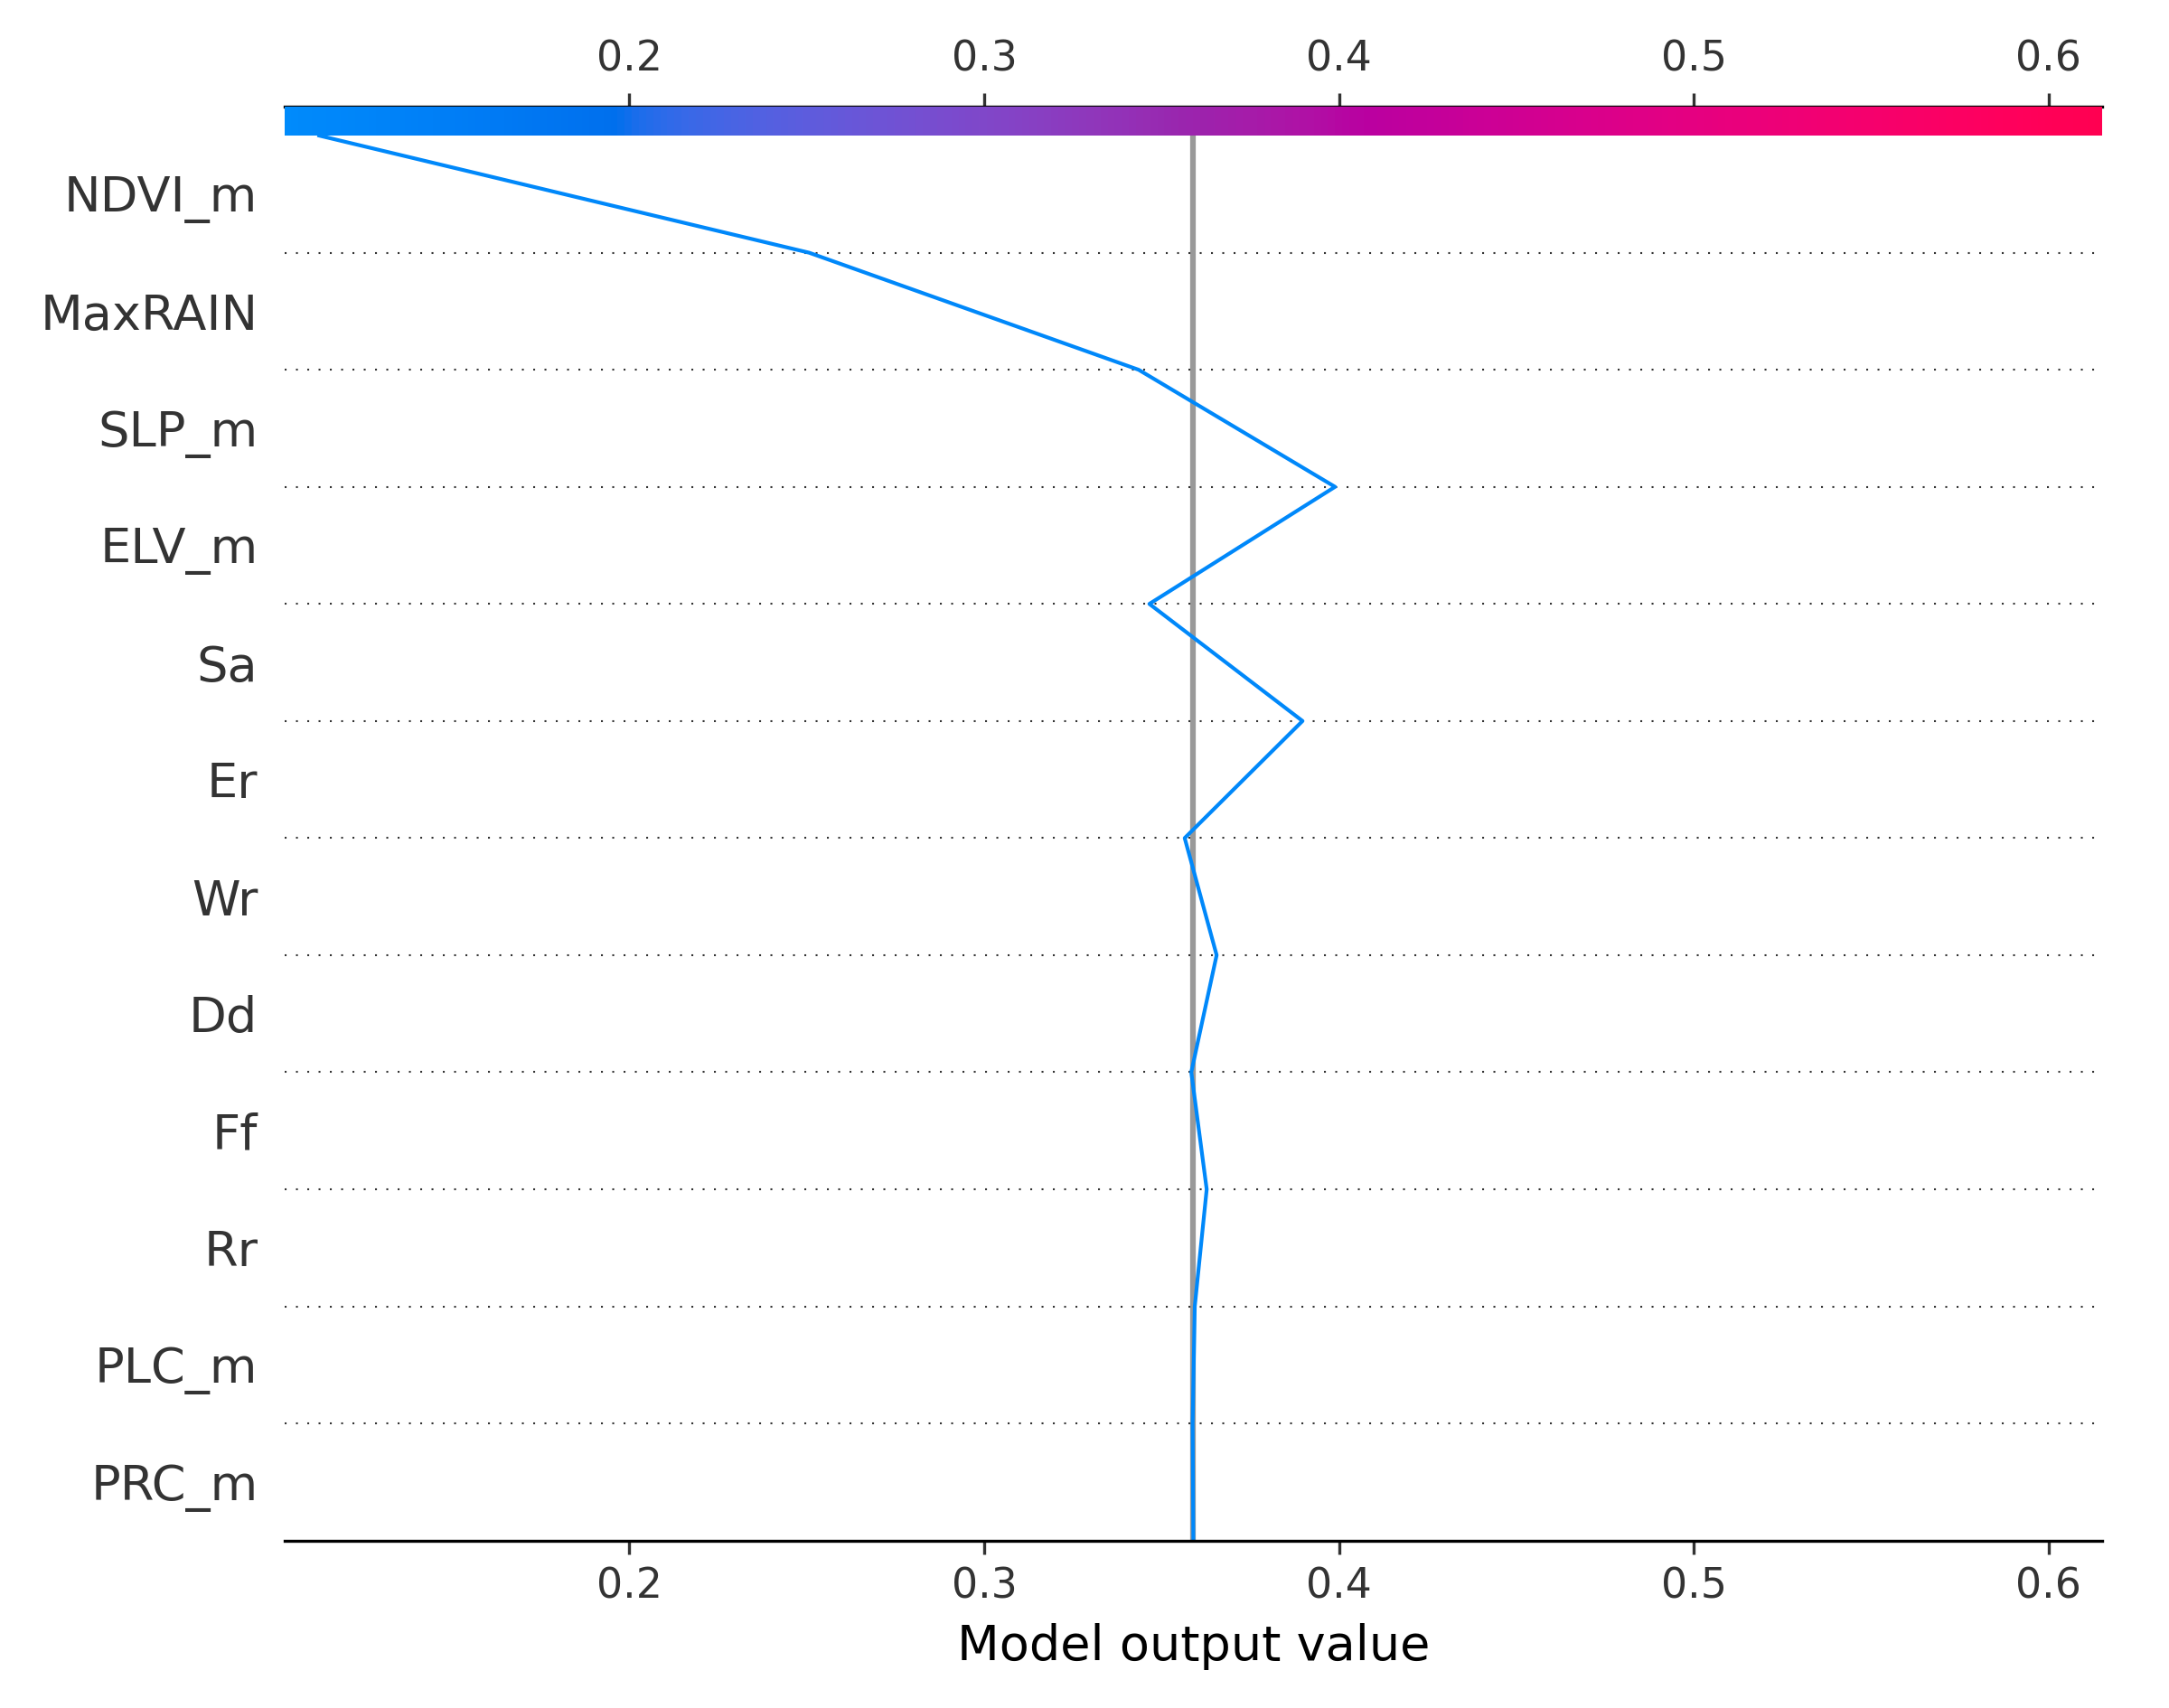 0.2 0.3 0.4 0.5 0.6
NDVI_m
MaxRAIN
SLP_m
ELV_m
Sa
Er
Wr
Dd
Ff
Rr
PLC_m
PRC_m
0.2 0.3 0.4 0.5 0.6
Model output value